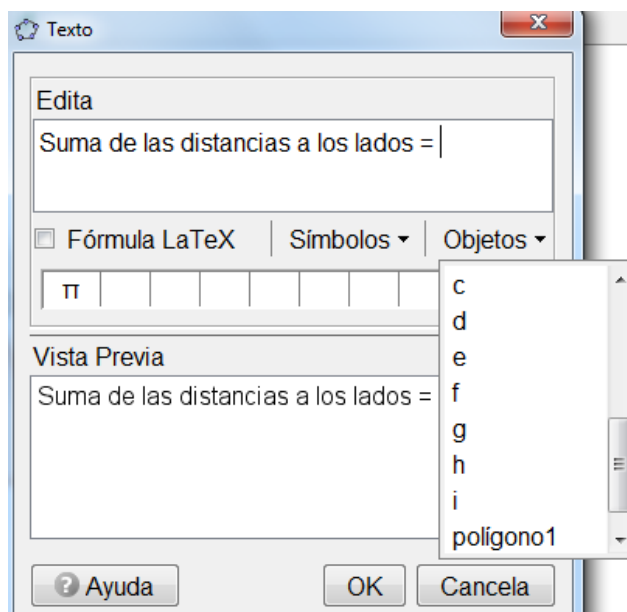 Texto
Edita
Suma de las distancias a los lados =
Fórmula LaTeX Símbolos Objetos
π
c
d
e
f
g
h
i
polígono1
Vista Previa
Suma de las distancias a los lados =
Ayuda OK Cancela